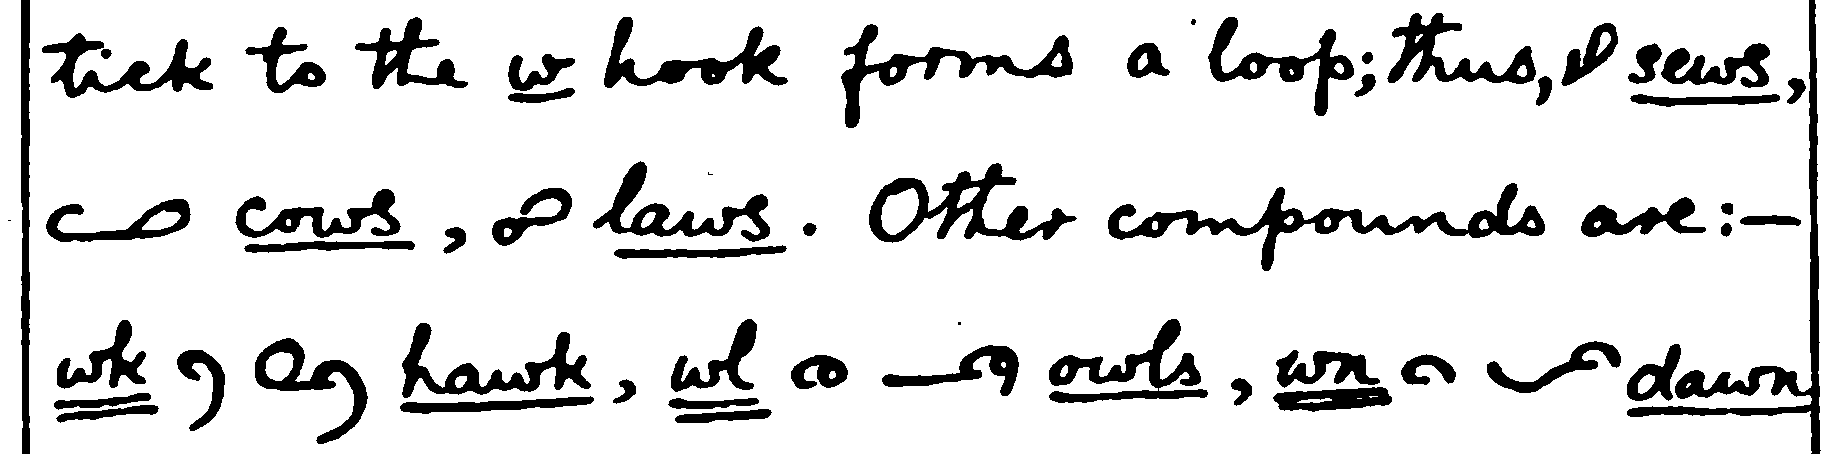 tick to the w hook forms a loop; thus, sews,
cows, laws. Other compounds are:—
wk hawk, wl owls, wn dawn